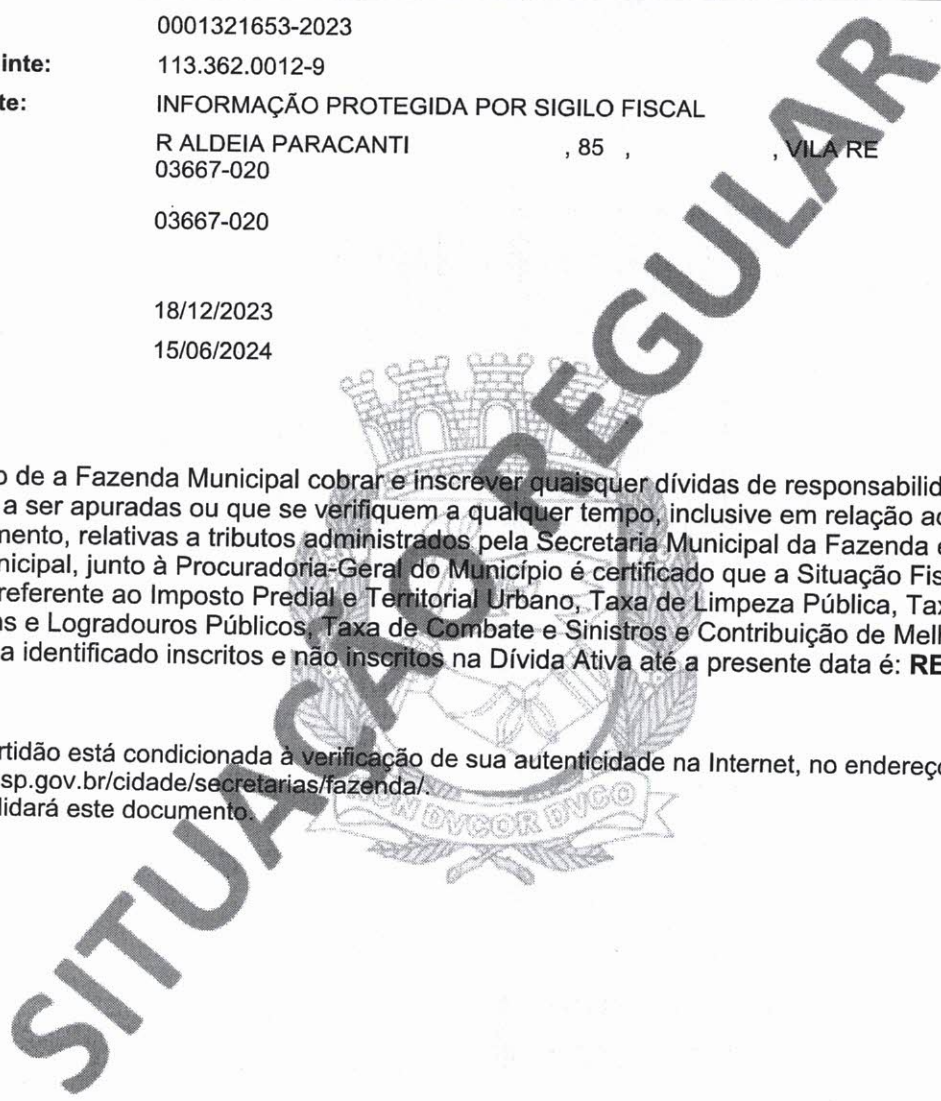 0001321653-2023
inte: 113.362.0012-9
te: INFORMAÇÃO PROTEGIDA POR SIGILO FISCAL
R ALDEIA PARACANTI , 85 , , VILA RE
03667-020
03667-020
18/12/2023
15/06/2024
o de a Fazenda Municipal cobrar e inscrever quaisquer dívidas de responsabilid
a ser apuradas ou que se verifiquem a qualquer tempo, inclusive em relação ao
mento, relativas a tributos administrados pela Secretaria Municipal da Fazenda e
nicipal, junto à Procuradoria-Geral do Município é certificado que a Situação Fis
referente ao Imposto Predial e Territorial Urbano, Taxa de Limpeza Pública, Tax
as e Logradouros Públicos, Taxa de Combate e Sinistros e Contribuição de Mell
a identificado inscritos e não inscritos na Dívida Ativa até a presente data é: RE
rtidão está condicionada à verificação de sua autenticidade na Internet, no endereço
sp.gov.br/cidade/secretarias/fazenda/.
lidará este documento.
SITUAÇÃO REGULAR
NON DVCOR DVCO